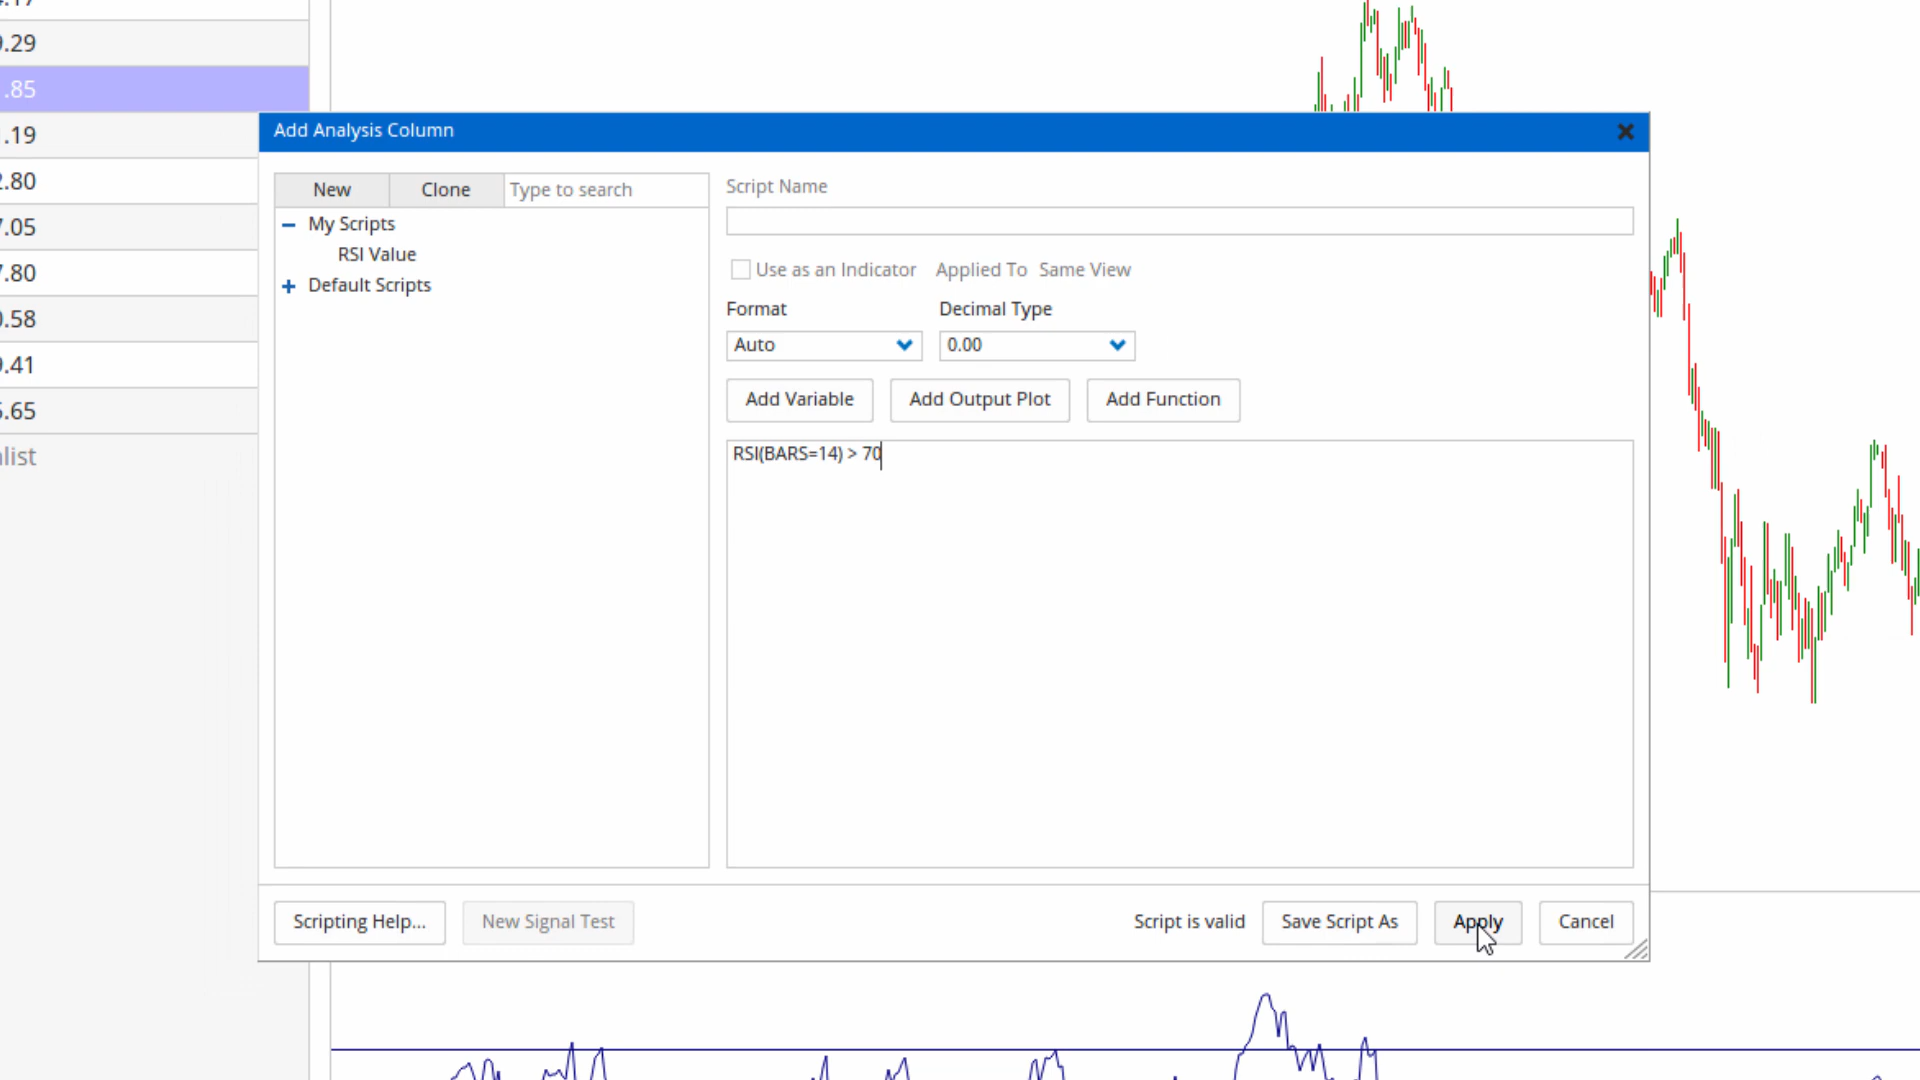 .29
.85
.19
.80
.05
.80
.58
.41
.65
list
Add Analysis Column
New Clone Type to search
My Scripts
RSI Value
Default Scripts
Script Name
Use as an Indicator Applied To Same View
Format Decimal Type
Auto 0.00
Add Variable Add Output Plot Add Function
RSI(BARS=14) > 70
Scripting Help... New Signal Test Script is valid Save Script As Apply Cancel